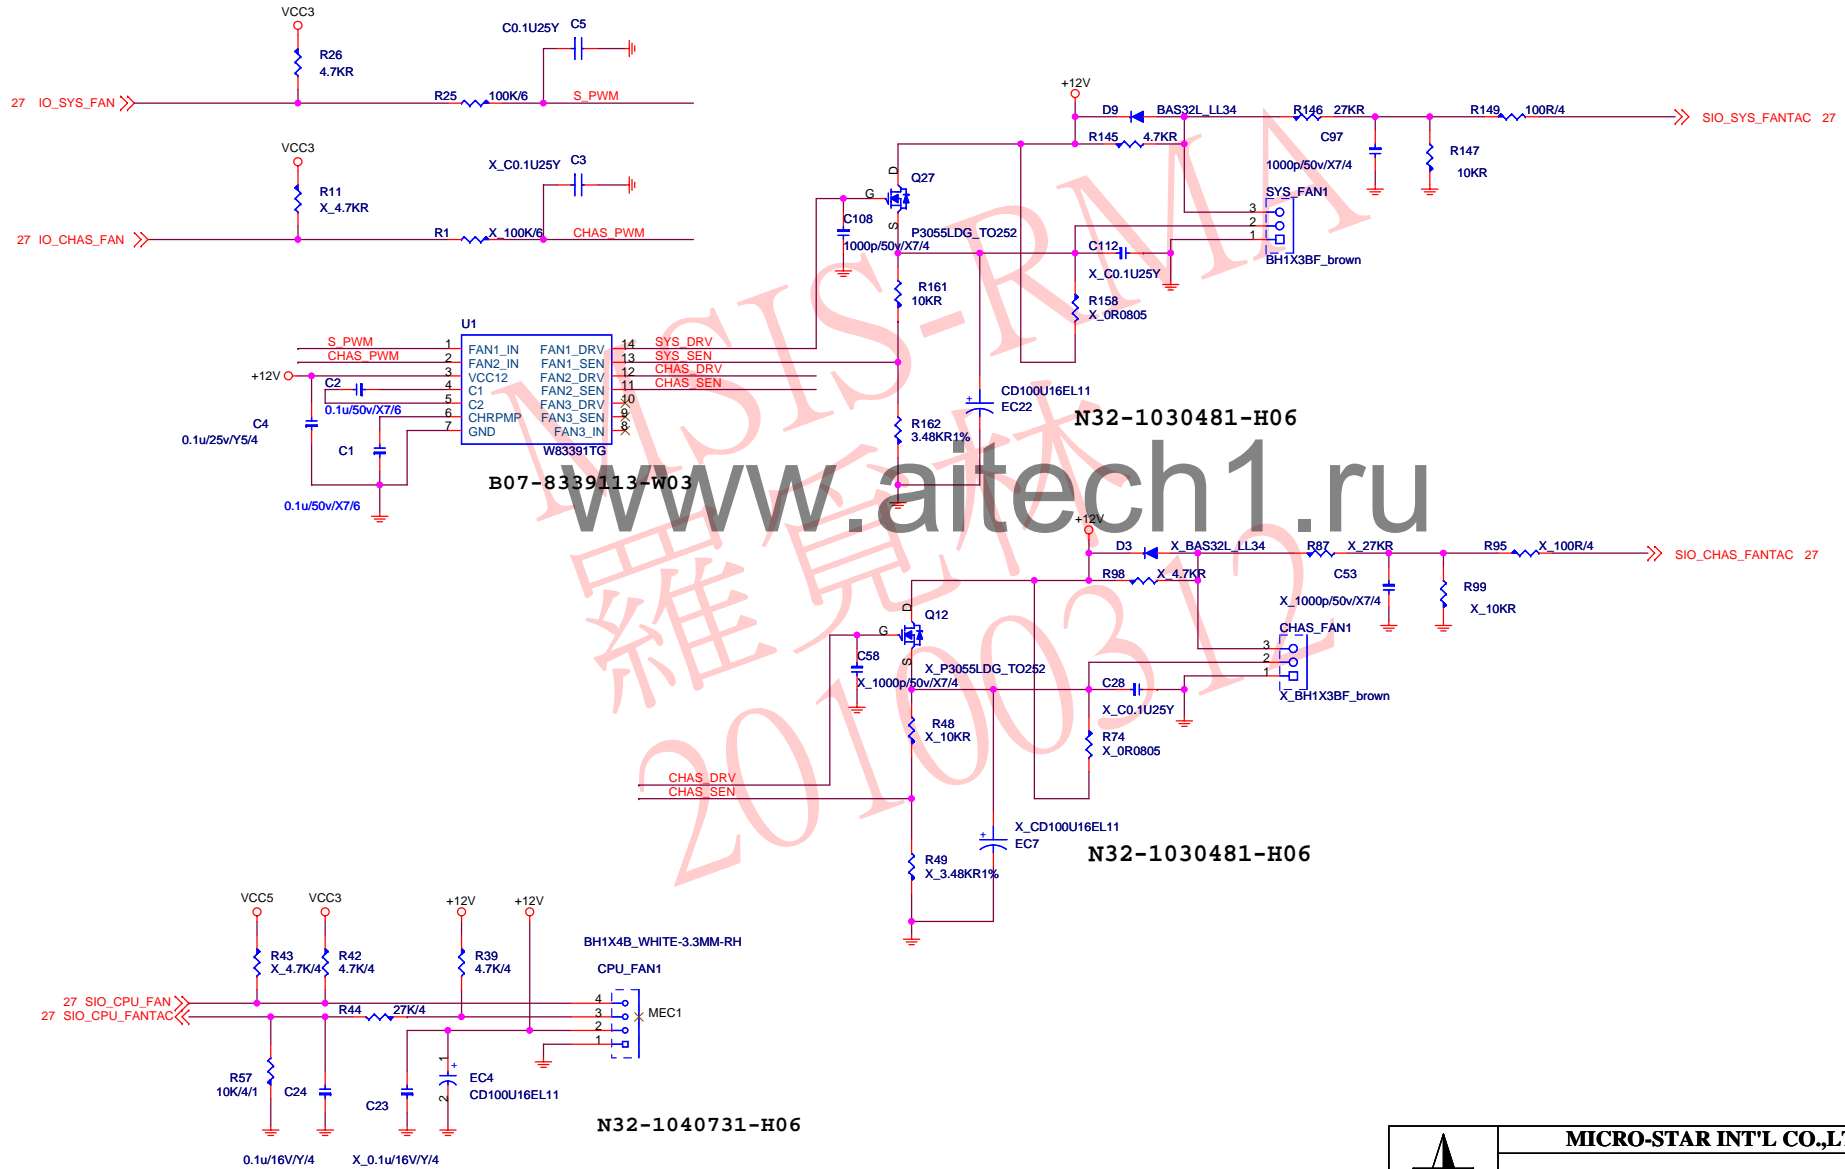 VCC3
R26
4.7KR
C0.1U25Y
C5
27 IO_SYS_FAN
R25
100K/6
S_PWM
VCC3
R11
X_4.7KR
X_C0.1U25Y
C3
27 IO_CHAS_FAN
R1
X_100K/6
CHAS_PWM
+12V
D9
BAS32L_LL34
R145
4.7KR
R146
27KR
C97
1000p/50v/X7/4
R149
100R/4
SIO_SYS_FANTAC 27
R147
10KR
D
G
S
Q27
P3055LDG_TO252
C108
1000p/50v/X7/4
SYS_FAN1
3
2
1
BH1X3BF_brown
C112
X_C0.1U25Y
R158
X_0R0805
R161
10KR
U1
S_PWM
CHAS_PWM
+12V
1 FAN1_IN
2 FAN2_IN
3 VCC12
4 C1
5 C2
6 CHRPMP
7 GND
FAN1_DRV 14
FAN1_SEN 13
FAN2_DRV 12
FAN2_SEN 11
FAN3_DRV 10
FAN3_SEN 9
FAN3_IN 8
SYS_DRV
SYS_SEN
CHAS_DRV
CHAS_SEN
W83391TG
B07-8339113-W03
C2
0.1u/50v/X7/6
C4
0.1u/25v/Y5/4
C1
0.1u/50v/X7/6
R162
3.48KR1%
CD100U16EL11
EC22
N32-1030481-H06
MSIS-RMA
羅覓林
20100312
www.aitech1.ru
+12V
D3
X_BAS32L_LL34
R98
X_4.7KR
R87
X_27KR
C53
X_1000p/50v/X7/4
R95
X_100R/4
SIO_CHAS_FANTAC 27
R99
X_10KR
D
G
S
Q12
X_P3055LDG_TO252
C58
X_1000p/50v/X7/4
CHAS_FAN1
3
2
1
X_BH1X3BF_brown
C28
X_C0.1U25Y
R74
X_0R0805
R48
X_10KR
CHAS_DRV
CHAS_SEN
R49
X_3.48KR1%
X_CD100U16EL11
EC7
N32-1030481-H06
VCC5
VCC3
+12V
+12V
R43
X_4.7K/4
R42
4.7K/4
R39
4.7K/4
BH1X4B_WHITE-3.3MM-RH
CPU_FAN1
27 SIO_CPU_FAN
27 SIO_CPU_FANTAC
R44
27K/4
4
3
2
1
MEC1
R57
10K/4/1
C24
0.1u/16V/Y/4
C23
X_0.1u/16V/Y/4
1
2
EC4
CD100U16EL11
N32-1040731-H06
MICRO-STAR INT'L CO.,LT